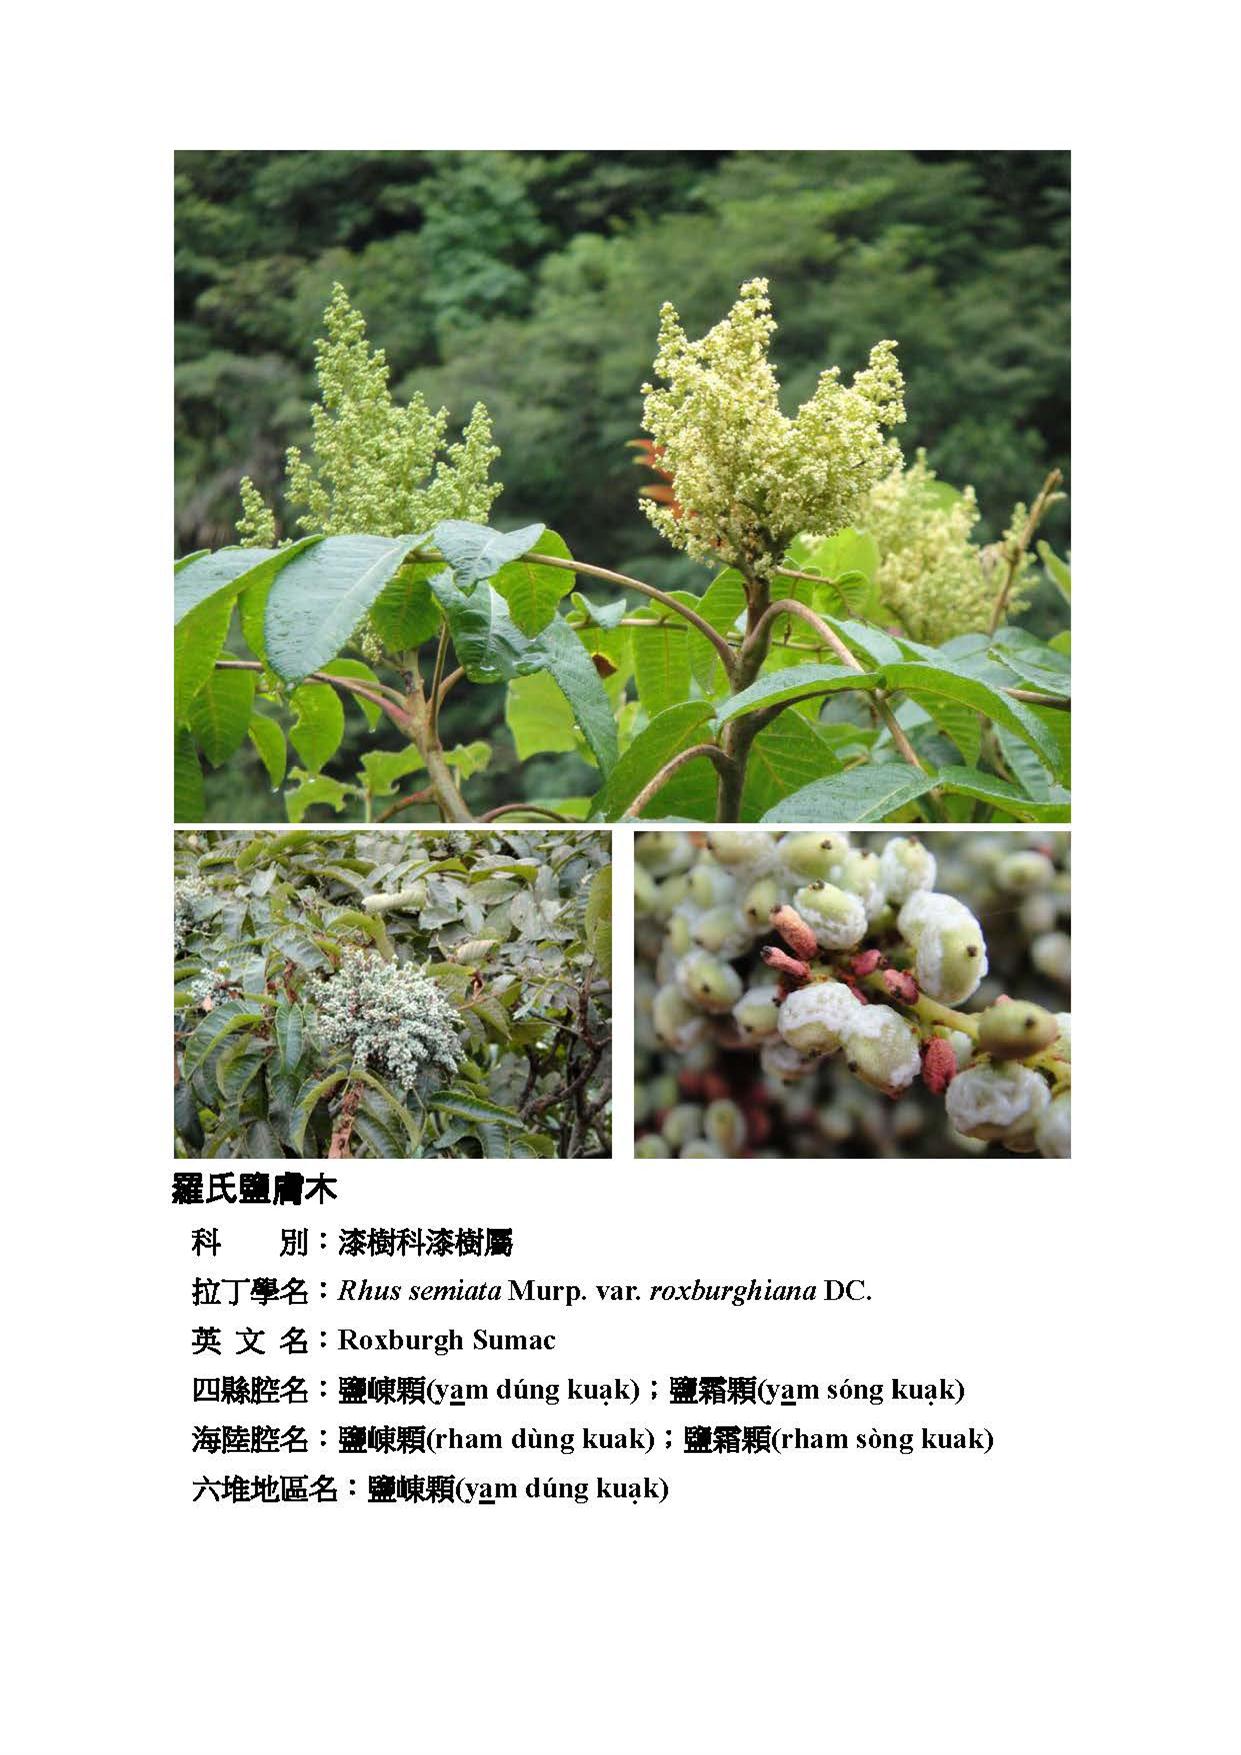 羅氏鹽膚木
科　　別：漆樹科漆樹屬
拉丁學名：Rhus semiata Murp. var. roxburghiana DC.
英 文 名：Roxburgh Sumac
四縣腔名：鹽崠顆(ya̲m dúng kuạk)；鹽霜顆(ya̲m sóng kuạk)
海陸腔名：鹽崠顆(rham dùng kuak)；鹽霜顆(rham sòng kuak)
六堆地區名：鹽崠顆(ya̲m dúng kuạk)